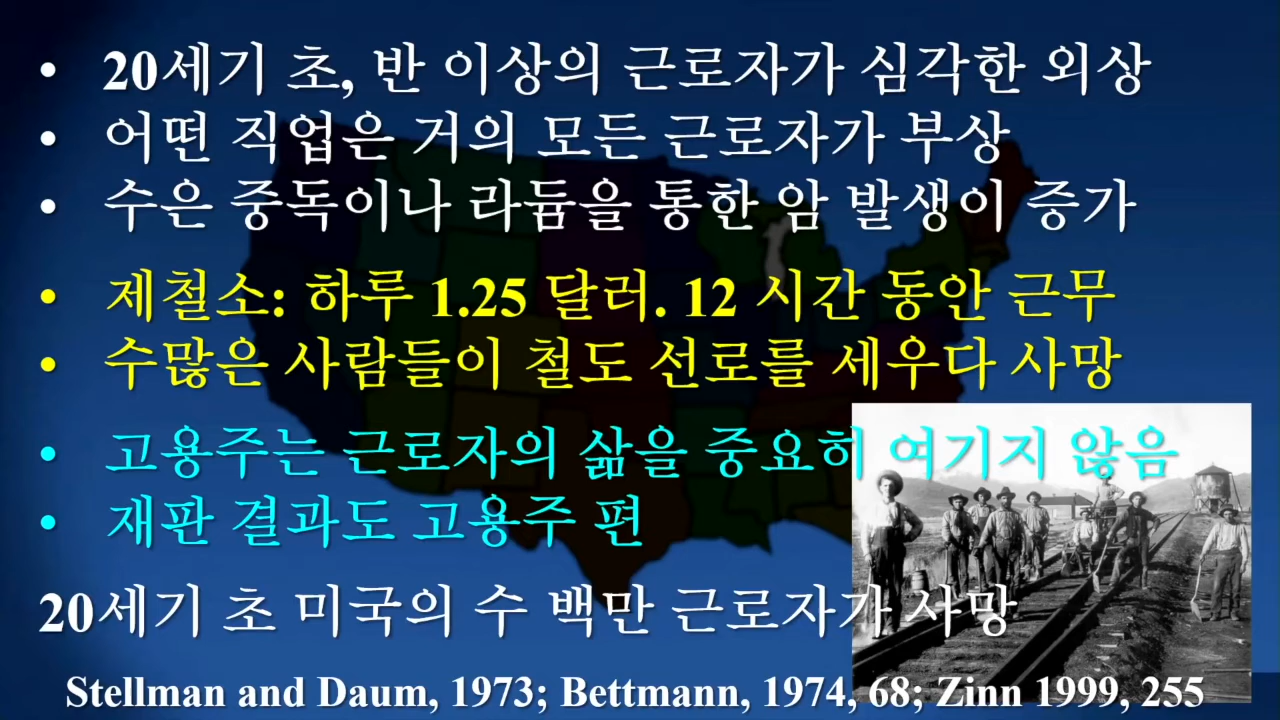 • 20세기 초, 반 이상의 근로자가 심각한 외상
• 어떤 직업은 거의 모든 근로자가 부상
• 수은 중독이나 라듐을 통한 암 발생이 증가
• 제철소: 하루 1.25 달러. 12 시간 동안 근무
• 수많은 사람들이 철도 선로를 세우다 사망
• 고용주는 근로자의 삶을 중요히 여기지 않음
• 재판 결과도 고용주 편
20세기 초 미국의 수 백만 근로자가 사망
Stellman and Daum, 1973; Bettmann, 1974, 68; Zinn 1999, 255